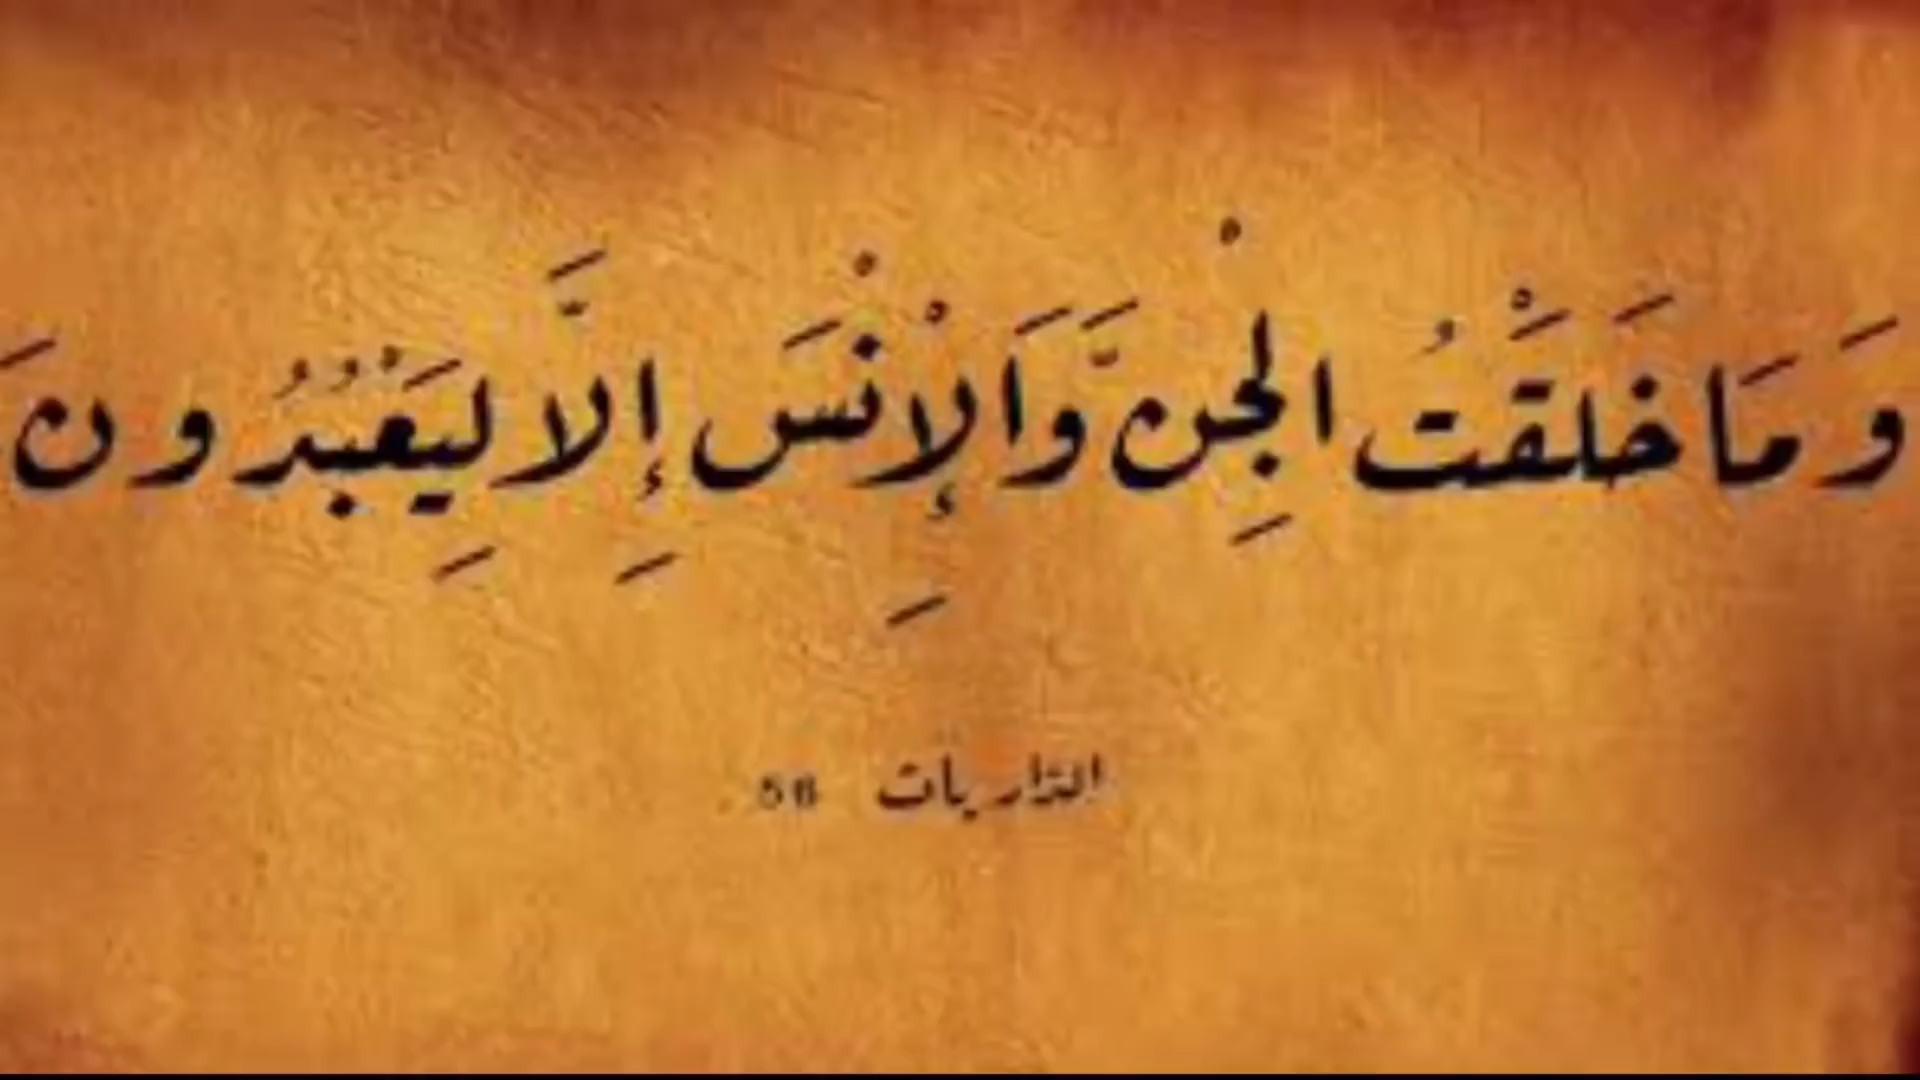 وَمَا خَلَقْتُ الْجِنَّ وَالْإِنْسَ إِلَّا لِيَعْبُدُونَ
الذاريات 56